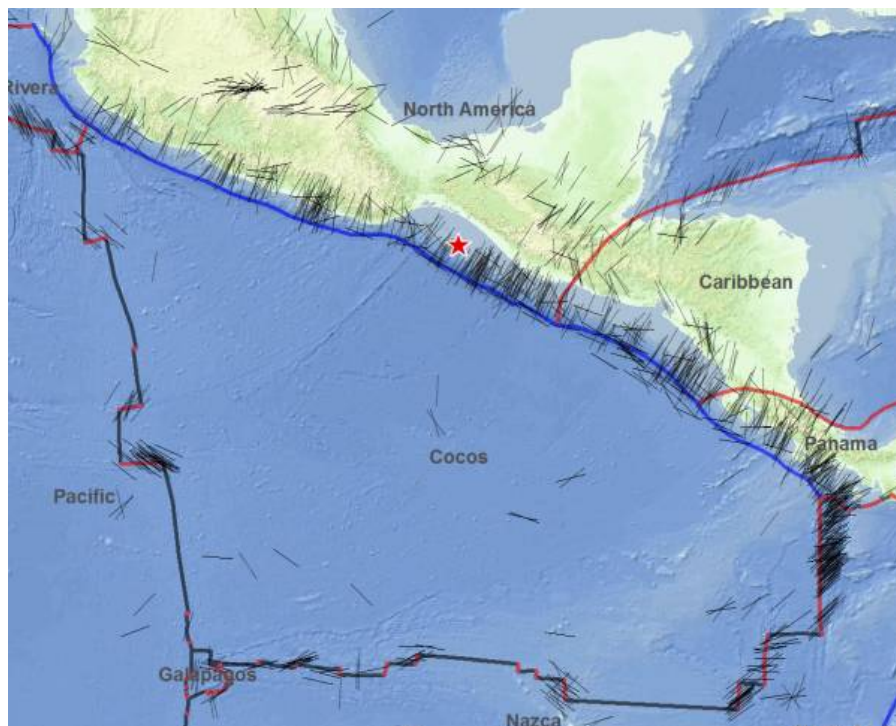 Rivera
North America
Caribbean
Cocos
Panama
Pacific
Galapagos
Nazca